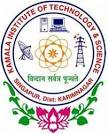 KAMALA INSTITUTE OF TECHNOLOGY & SCIENCE
विद्वान सर्वत्र पूज्यते
SINGAPUR, Dist: KARIMNAGAR